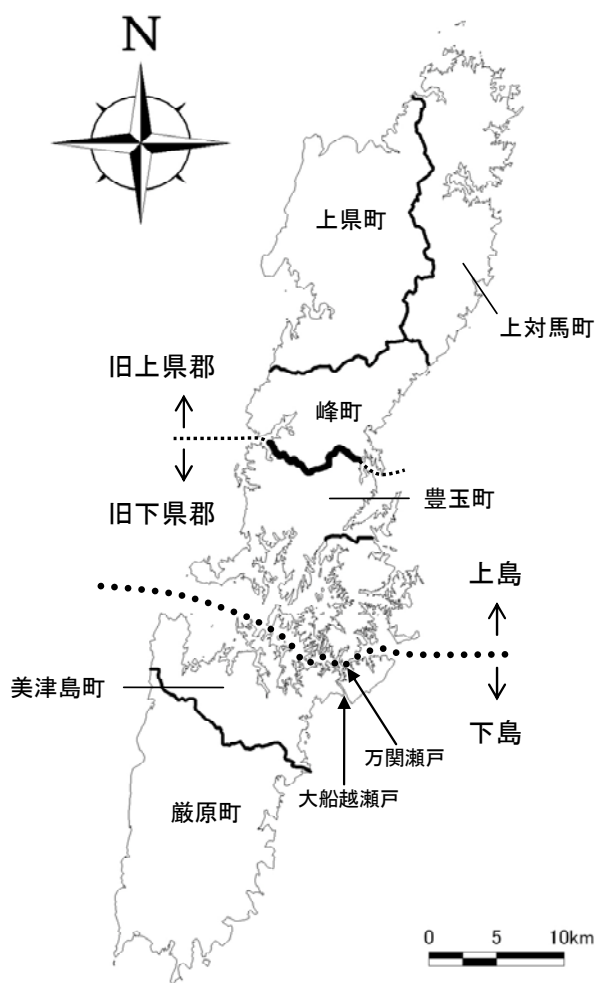 N
上県町
上対馬町
旧上県郡
峰町
旧下県郡
豊玉町
上島
美津島町
下島
万関瀬戸
大船越瀬戸
厳原町
0 5 10km